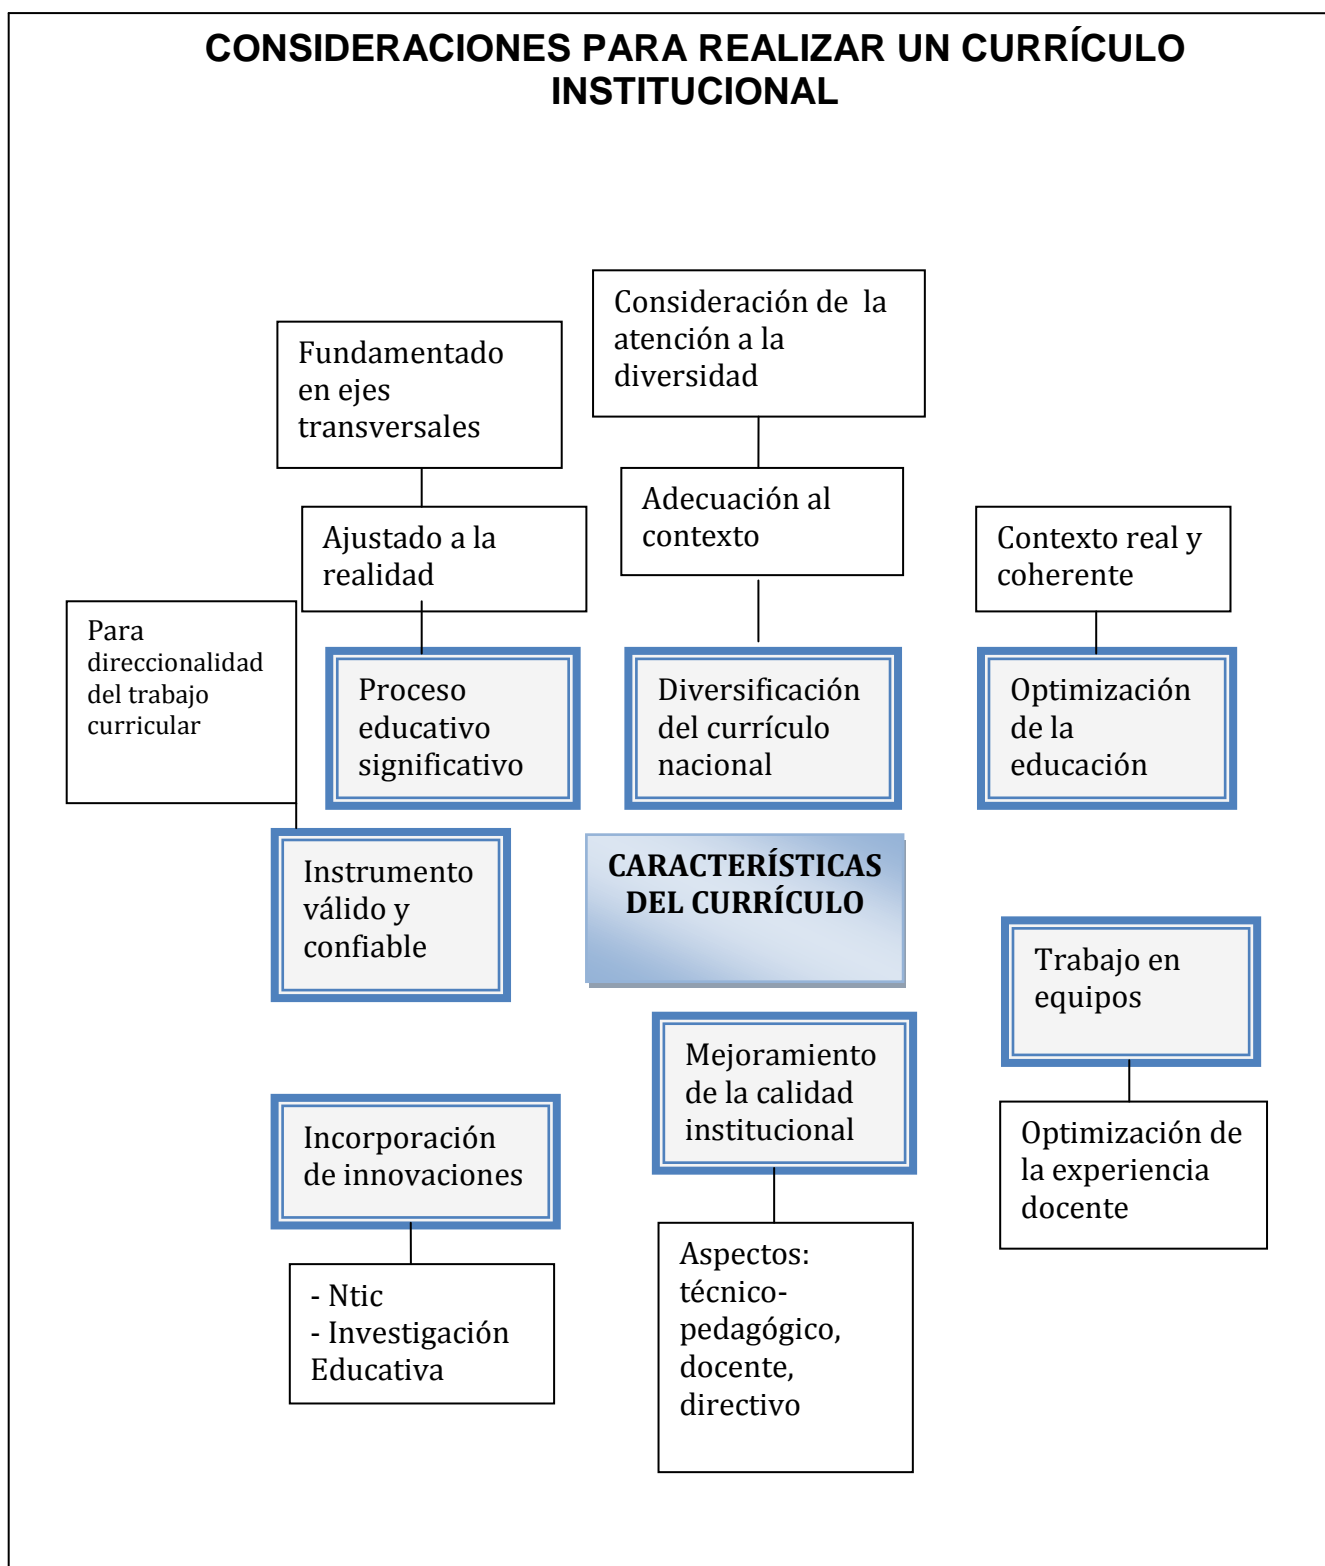 CONSIDERACIONES PARA REALIZAR UN CURRÍCULO
INSTITUCIONAL
Consideración de la
atención a la
diversidad
Fundamentado
en ejes
transversales
Adecuación al
contexto
Ajustado a la
realidad
Contexto real y
coherente
Para
direccionalidad
del trabajo
curricular
Proceso
educativo
significativo
Diversificación
del currículo
nacional
Optimización
de la
educación
Instrumento
válido y
confiable
CARACTERÍSTICAS
DEL CURRÍCULO
Trabajo en
equipos
Mejoramiento
de la calidad
institucional
Incorporación
de innovaciones
Optimización de
la experiencia
docente
Aspectos:
técnico-
pedagógico,
docente,
directivo
- Ntic
- Investigación
Educativa